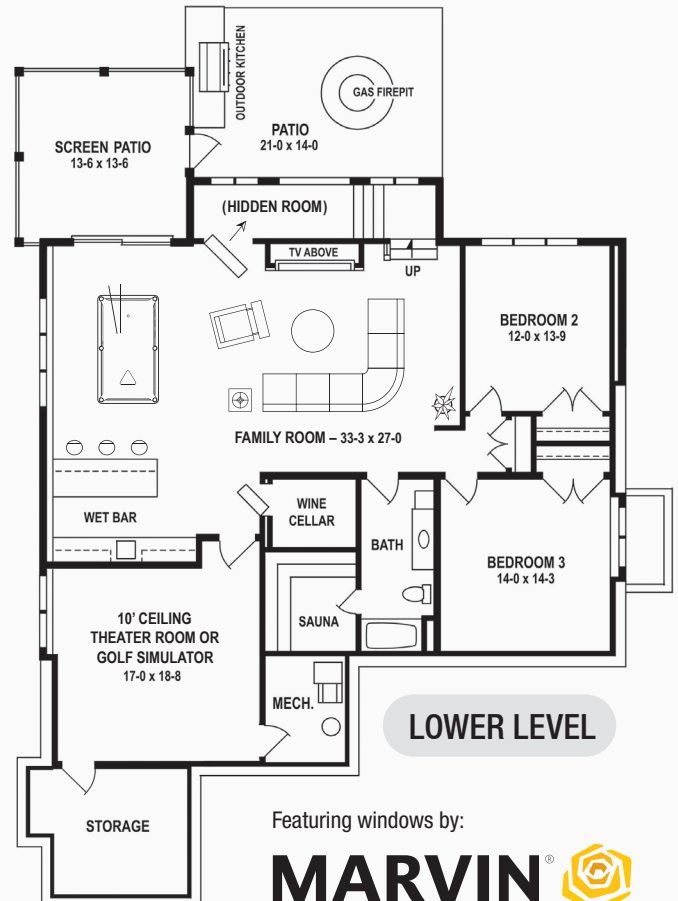 OUTDOOR KITCHEN
GAS FIREPIT
PATIO
21-0 x 14-0
SCREEN PATIO
13-6 x 13-6
(HIDDEN ROOM)
TV ABOVE
UP
BEDROOM 2
12-0 x 13-9
FAMILY ROOM – 33-3 x 27-0
WET BAR
WINE
CELLAR
BATH
BEDROOM 3
14-0 x 14-3
SAUNA
10’ CEILING
THEATER ROOM OR
GOLF SIMULATOR
17-0 x 18-8
MECH.
LOWER LEVEL
STORAGE
Featuring windows by:
MARVIN®